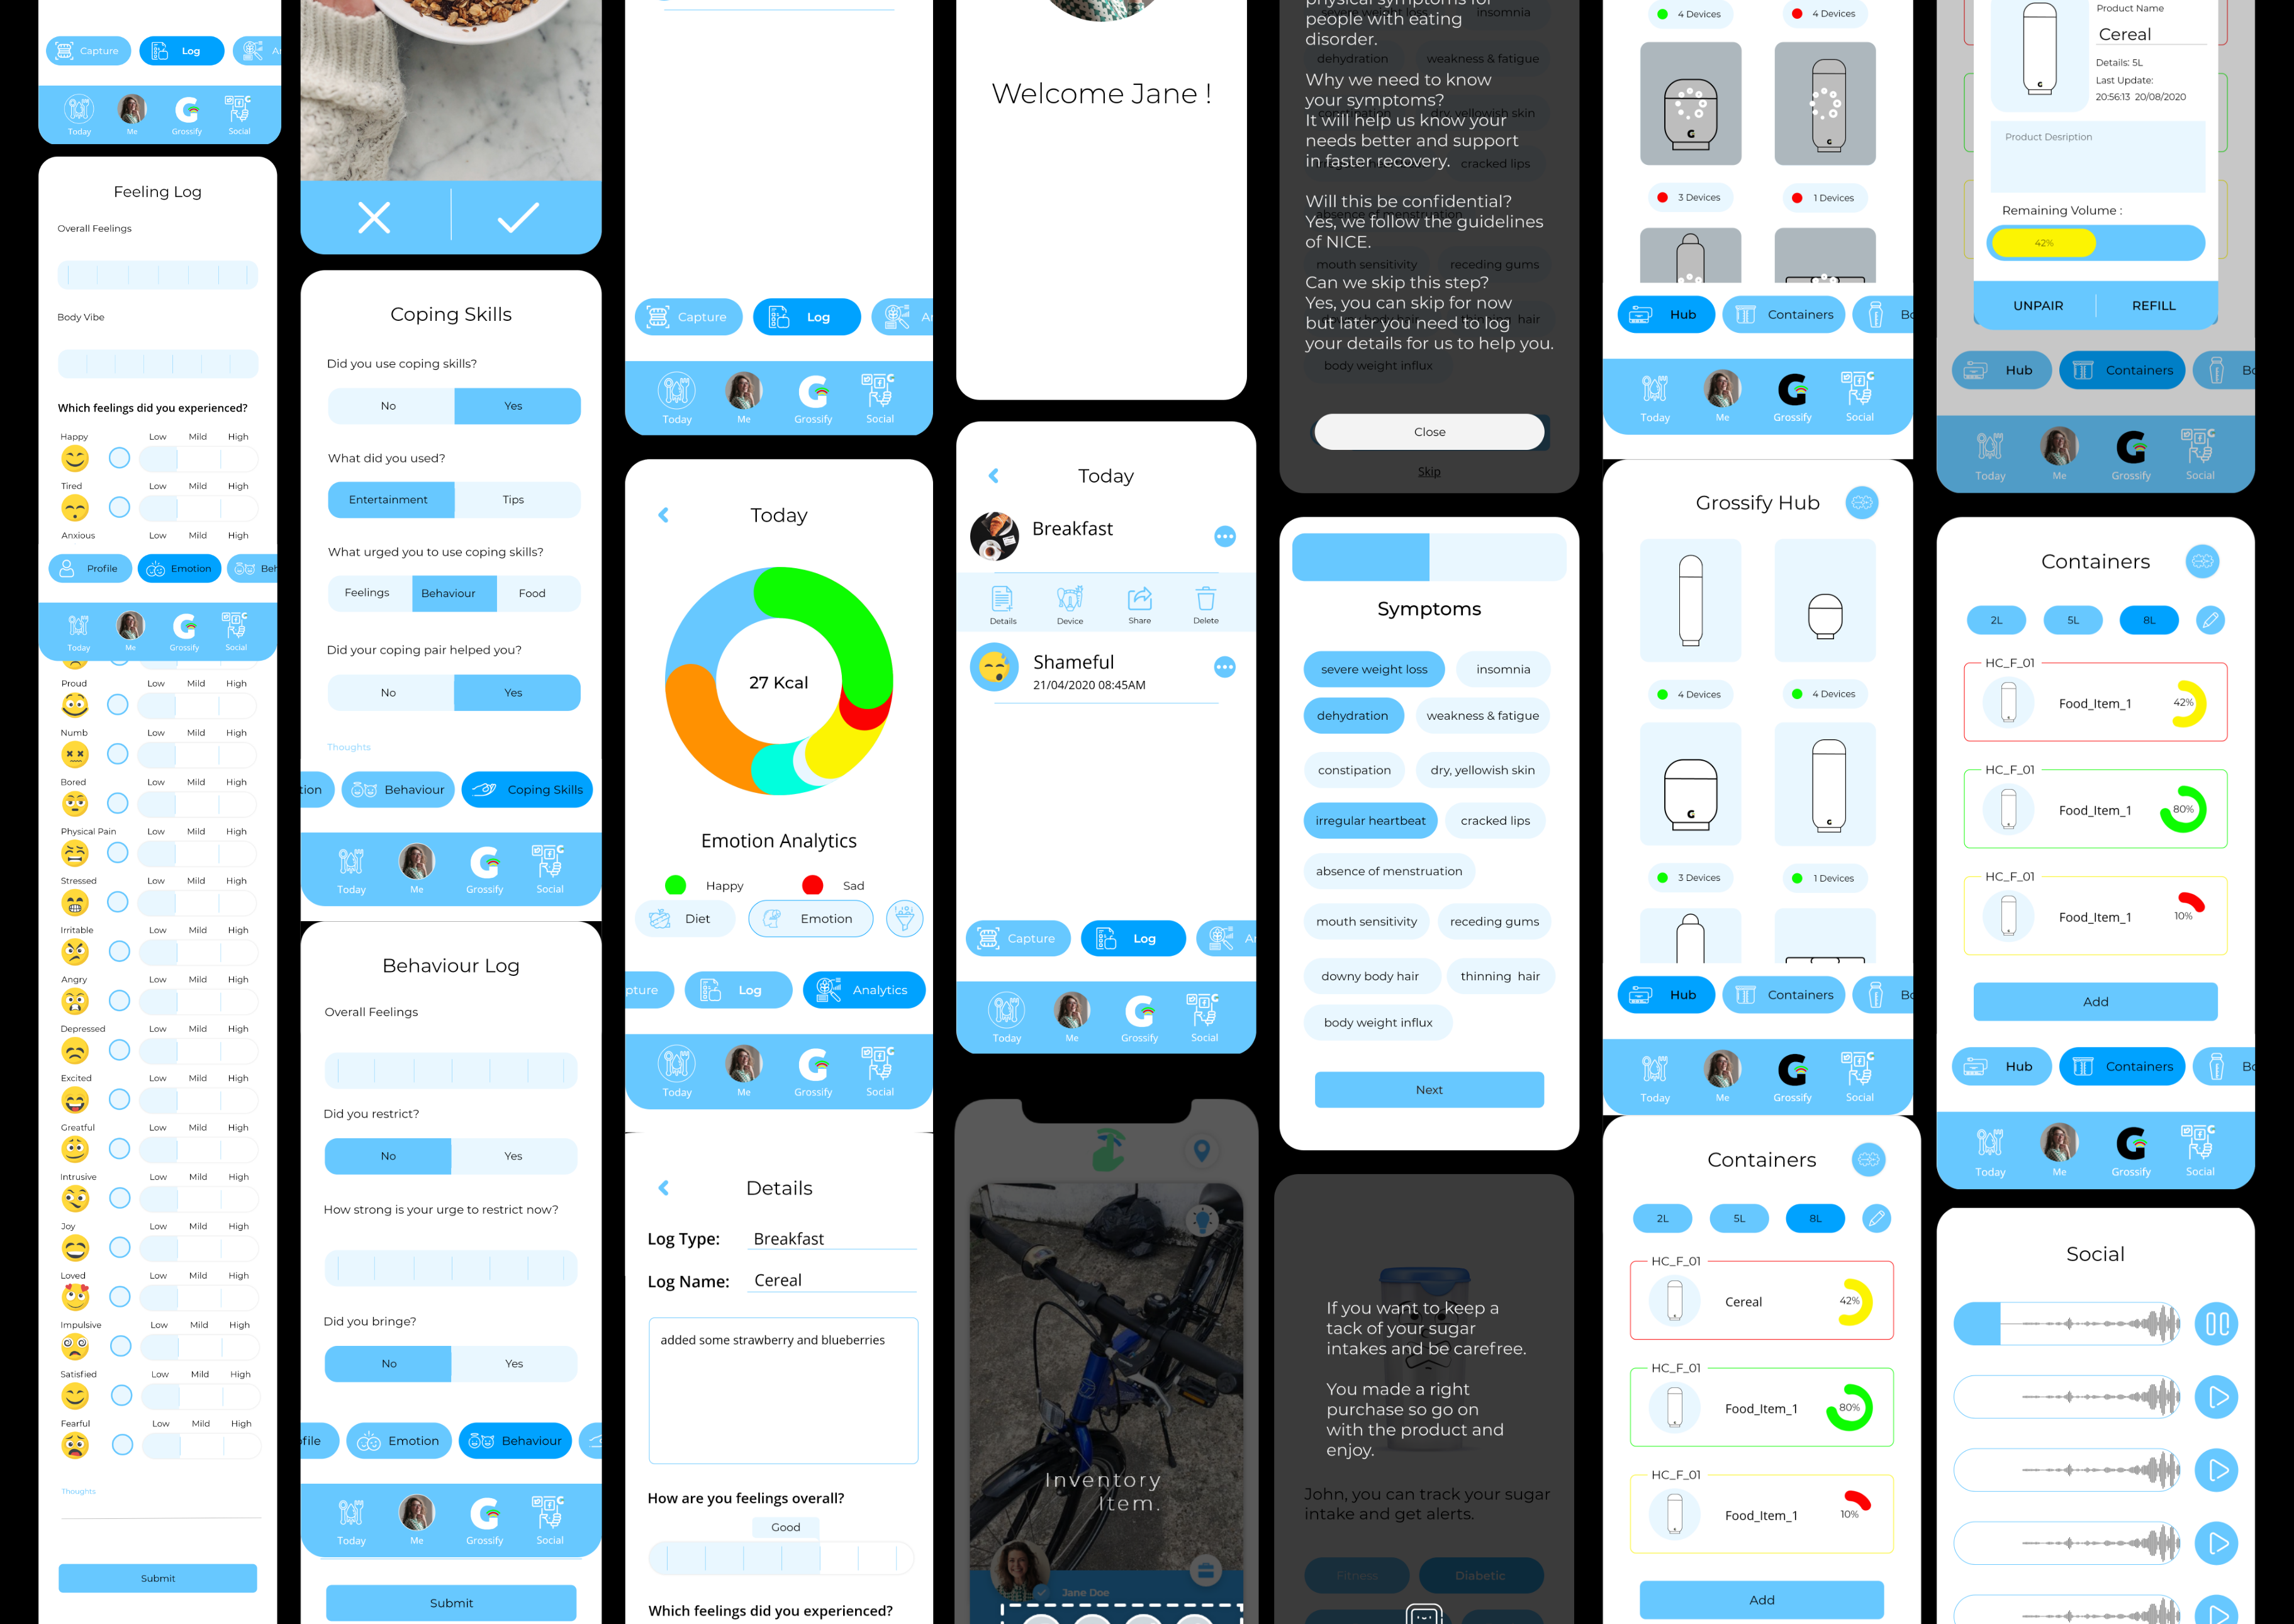 Capture
Log
Today
Me
Grossify
Social
Feeling Log
Overall Feelings
Body Vibe
Which feelings did you experienced?
Happy Low Mild High
Tired Low Mild High
Anxious Low Mild High
Profile
Emotion
Today
Me
Grossify
Social
Proud Low Mild High
Numb Low Mild High
Bored Low Mild High
Physical Pain Low Mild High
Stressed Low Mild High
Irritable Low Mild High
Angry Low Mild High
Depressed Low Mild High
Excited Low Mild High
Greatful Low Mild High
Intrusive Low Mild High
Joy Low Mild High
Loved Low Mild High
Impulsive Low Mild High
Satisfied Low Mild High
Fearful Low Mild High
Thoughts
Submit
Coping Skills
Did you use coping skills?
No Yes
What did you used?
Entertainment Tips
What urged you to use coping skills?
Feelings Behaviour Food
Did your coping pair helped you?
No Yes
Thoughts
tion
Behaviour
Coping Skills
Today
Me
Grossify
Social
Behaviour Log
Overall Feelings
Did you restrict?
No Yes
How strong is your urge to restrict now?
Did you bringe?
No Yes
ofile
Emotion
Behaviour
Today
Me
Grossify
Social
Submit
Capture
Log
Today
Me
Grossify
Social
Today
27 Kcal
Emotion Analytics
Happy
Sad
Diet
Emotion
pture
Log
Analytics
Today
Me
Grossify
Social
Details
Log Type: Breakfast
Log Name: Cereal
added some strawberry and blueberries
How are you feelings overall?
Good
Which feelings did you experienced?
Welcome Jane !
Today
Breakfast
Details
Device
Share
Delete
Shameful
21/04/2020 08:45AM
Capture
Log
Today
Me
Grossify
Social
Inventory
Item.
Jane Doe
physical symptoms for
people with eating
disorder.
Why we need to know
your symptoms?
It will help us know your
needs better and support
in faster recovery.
Will this be confidential?
Yes, we follow the guidelines
of NICE.
Can we skip this step?
Yes, you can skip for now
but later you need to log
your details for us to help you.
severe weight loss
insomnia
dehydration
weakness & fatigue
dry, yellowish skin
cracked lips
absence of menstruation
mouth sensitivity
receding gums
thinning hair
body weight influx
Close
Skip
Symptoms
severe weight loss
insomnia
dehydration
weakness & fatigue
constipation
dry, yellowish skin
irregular heartbeat
cracked lips
absence of menstruation
mouth sensitivity
receding gums
downy body hair
thinning hair
body weight influx
Next
If you want to keep a
tack of your sugar
intakes and be carefree.
You made a right
purchase so go on
with the product and
enjoy.
John, you can track your sugar
intake and get alerts.
Fitness
Diabetic
4 Devices
4 Devices
G
3 Devices
1 Devices
Hub
Containers
Bo
Today
Me
Grossify
Social
Grossify Hub
4 Devices
4 Devices
G
G
3 Devices
1 Devices
Hub
Containers
Bo
Today
Me
Grossify
Social
Containers
2L
5L
8L
HC_F_01
Cereal
42%
HC_F_01
Food_Item_1
80%
HC_F_01
Food_Item_1
10%
Add
Product Name
Cereal
Details: 5L
Last Update:
20:56:13 20/08/2020
Product Desription
Remaining Volume :
42%
UNPAIR
REFILL
Hub
Containers
Bo
Today
Me
Grossify
Social
Containers
2L
5L
8L
HC_F_01
Food_Item_1
42%
HC_F_01
Food_Item_1
80%
HC_F_01
Food_Item_1
10%
Add
Hub
Containers
Bo
Today
Me
Grossify
Social
Social